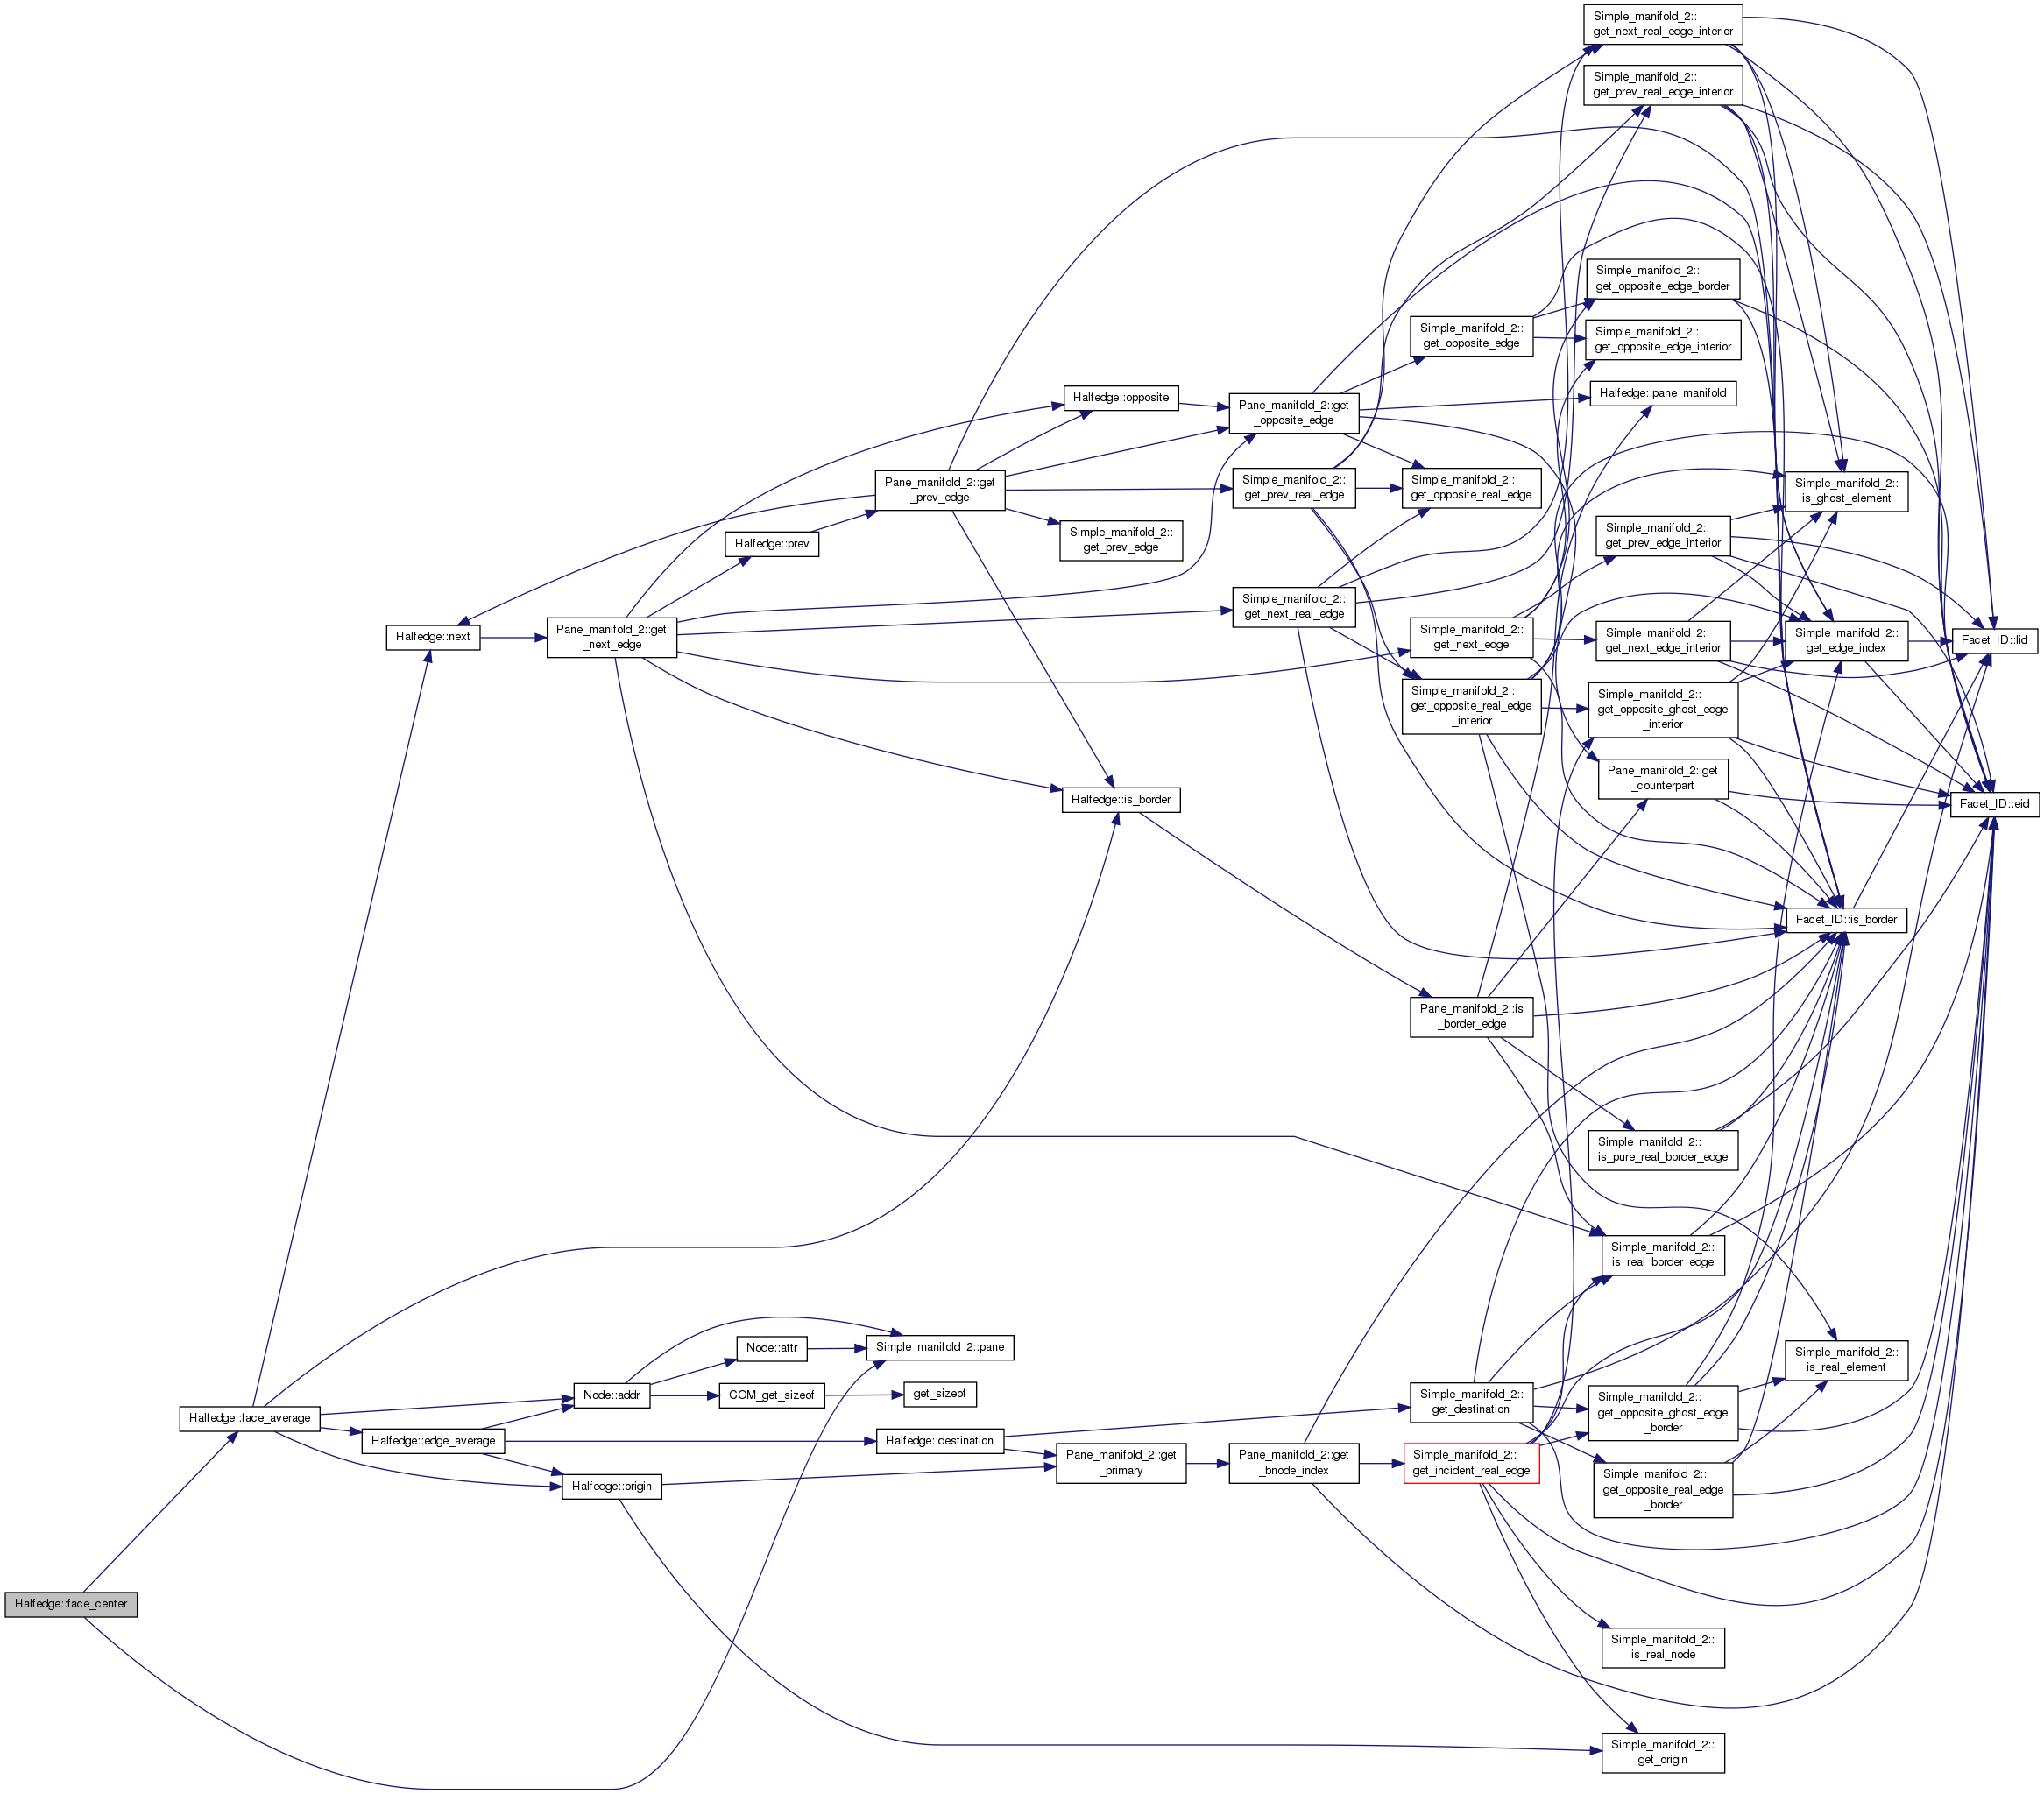 Simple_manifold_2::
get_next_real_edge_interior
Simple_manifold_2::
get_prev_real_edge_interior
Simple_manifold_2::
get_opposite_edge_border
Simple_manifold_2::
get_opposite_edge
Simple_manifold_2::
get_opposite_edge_interior
Halfedge::pane_manifold
Halfedge::opposite
Pane_manifold_2::get
_opposite_edge
Pane_manifold_2::get
_prev_edge
Simple_manifold_2::
get_prev_real_edge
Simple_manifold_2::
get_opposite_real_edge
Simple_manifold_2::
is_ghost_element
Halfedge::prev
Simple_manifold_2::
get_prev_edge
Simple_manifold_2::
get_prev_edge_interior
Halfedge::next
Pane_manifold_2::get
_next_edge
Simple_manifold_2::
get_next_real_edge
Simple_manifold_2::
get_next_edge
Simple_manifold_2::
get_next_edge_interior
Simple_manifold_2::
get_edge_index
Facet_ID::lid
Simple_manifold_2::
get_opposite_real_edge
_interior
Simple_manifold_2::
get_opposite_ghost_edge
_interior
Pane_manifold_2::get
_counterpart
Halfedge::is_border
Facet_ID::eid
Facet_ID::is_border
Pane_manifold_2::is
_border_edge
Simple_manifold_2::
is_pure_real_border_edge
Simple_manifold_2::
is_real_border_edge
Node::attr
Simple_manifold_2::pane
Simple_manifold_2::
is_real_element
Node::addr
COM_get_sizeof
get_sizeof
Simple_manifold_2::
get_destination
Simple_manifold_2::
get_opposite_ghost_edge
_border
Halfedge::face_average
Halfedge::edge_average
Halfedge::destination
Pane_manifold_2::get
_primary
Pane_manifold_2::get
_bnode_index
Simple_manifold_2::
get_incident_real_edge
Simple_manifold_2::
get_opposite_real_edge
_border
Halfedge::origin
Halfedge::face_center
Simple_manifold_2::
is_real_node
Simple_manifold_2::
get_origin